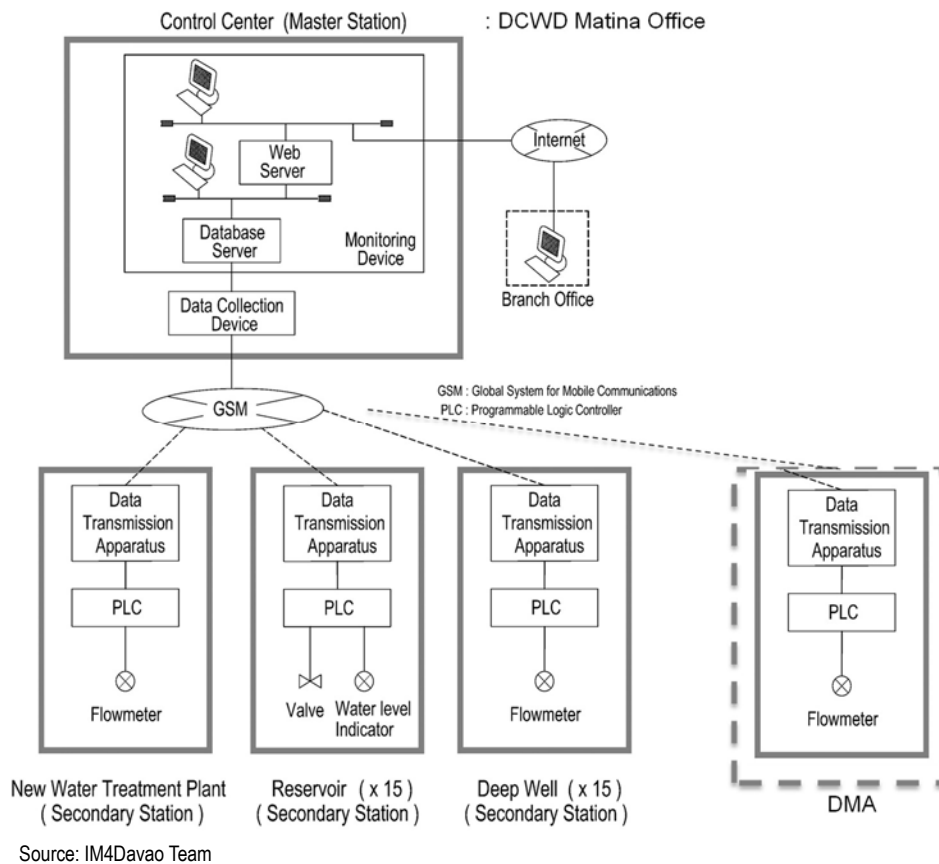 Control Center (Master Station) : DCWD Matina Office
Web
Server
Internet
Database
Server
Monitoring
Device
Branch Office
Data Collection
Device
GSM
GSM : Global System for Mobile Communications
PLC : Programmable Logic Controller
Data
Transmission
Apparatus
PLC
Flowmeter
New Water Treatment Plant
( Secondary Station )
Data
Transmission
Apparatus
PLC
Valve
Water level
Indicator
Reservoir ( x 15 )
( Secondary Station )
Data
Transmission
Apparatus
PLC
Flowmeter
Deep Well ( x 15 )
( Secondary Station )
Data
Transmission
Apparatus
PLC
Flowmeter
DMA
Source: IM4Davao Team